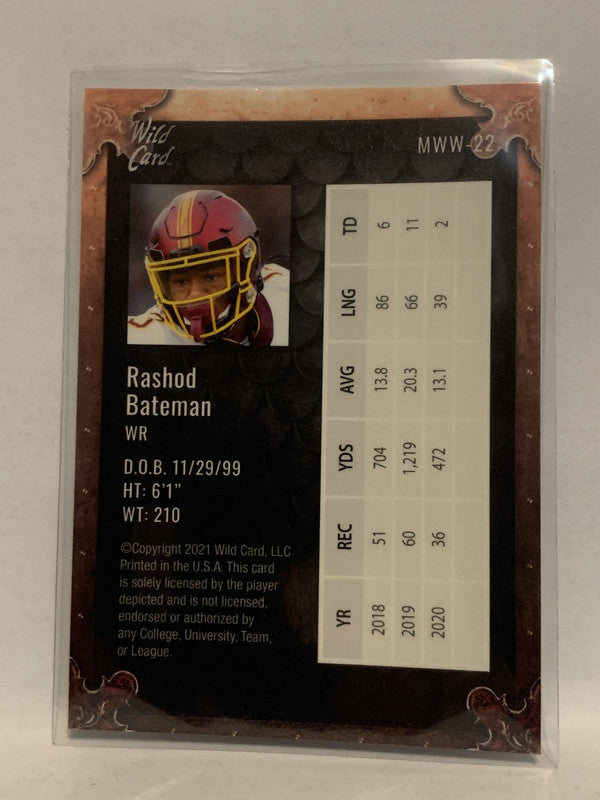 Wild
Card
MWW-22
Rashod
Bateman
WR
D.O.B. 11/29/99
HT: 6'1"
WT: 210
©Copyright 2021 Wild Card, LLC
Printed in the U.S.A. This card
is solely licensed by the player
depicted and is not licensed,
endorsed or authorized by
any College, University, Team,
or League.
YR REC YDS AVG LNG TD
2018 51 704 13.8 86 6
2019 60 1,219 20.3 66 11
2020 36 472 13.1 39 2